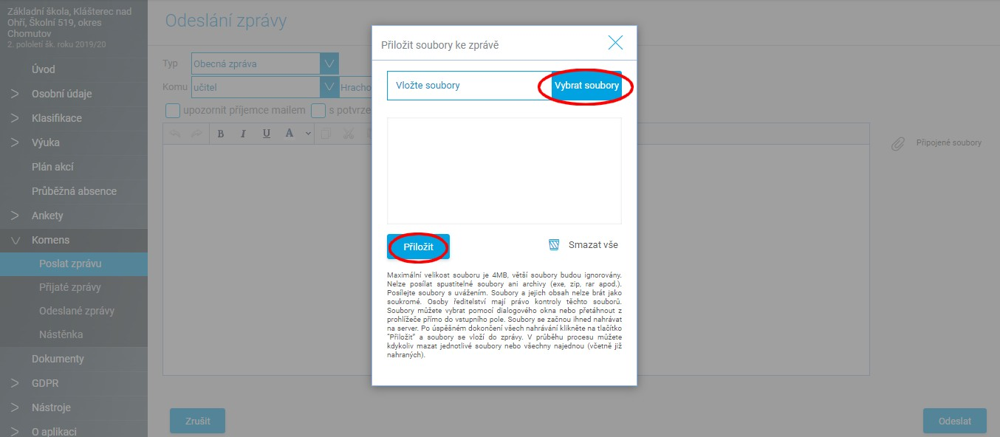 Základní škola, Klášterec nad
Ohří, Školní 519, okres
Chomutov
2. pololetí šk. roku 2019/20
Úvod
Osobní údaje
Klasifikace
Výuka
Plán akcí
Průběžná absence
Ankety
Komens
Poslat zprávu
Přijaté zprávy
Odeslané zprávy
Nástěnka
Dokumenty
GDPR
Nástroje
O aplikaci
Odeslání zprávy
Typ
Obecná zpráva
Komu
učitel
Hracho
upozornit příjemce mailem
s potvrze
B I U A
Připojené soubory
Zrušit
Odeslat
Přiložit soubory ke zprávě
Vložte soubory
Vybrat soubory
Přiložit
Smazat vše
Maximální velikost souboru je 4MB, větší soubory budou ignorovány.
Nelze posílat spustitelné soubory ani archivy (exe, zip, rar apod.).
Posílejte soubory s uvážením. Soubory a jejich obsah nelze brát jako
soukromé. Osoby ředitelství mají právo kontroly těchto souborů.
Soubory můžete vybrat pomocí dialogového okna nebo přetáhnout z
prohlížeče přímo do vstupního pole. Soubory se začnou ihned nahrávat
na server. Po úspěšném dokončení všech nahrávání klikněte na tlačítko
"Přiložit" a soubory se vloží do zprávy. V průběhu procesu můžete
kdykoliv mazat jednotlivé soubory nebo všechny najednou (včetně již
nahraných).